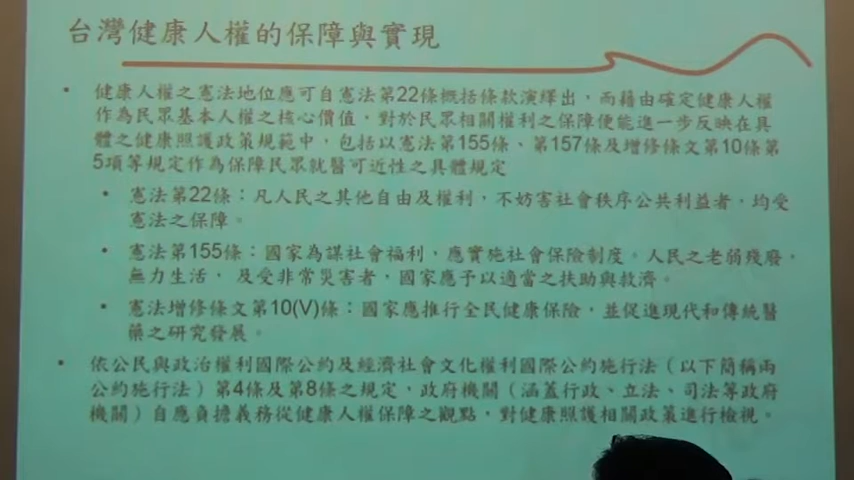 台灣健康人權的保障與實現
• 健康人權之憲法地位應可自憲法第22條概括條款演繹出，而藉由確定健康人權
作為民眾基本人權之核心價值，對於民眾相關權利之保障便能進一步反映在具
體之健康照護政策規範中，包括以憲法第155條、第157條及增修條文第10條第
5項等規定作為保障民眾就醫可近性之具體規定
• 憲法第22條：凡人民之其他自由及權利，不妨害社會秩序公共利益者，均受
憲法之保障。
• 憲法第155條：國家為謀社會福利，應實施社會保險制度。人民之老弱殘廢，
無力生活，及受非常災害者，國家應予以適當之扶助與救濟。
• 憲法增修條文第10(V)條：國家應推行全民健康保險，並促進現代和傳統醫
藥之研究發展。
• 依公民與政治權利國際公約及經濟社會文化權利國際公約施行法（以下簡稱兩
公約施行法）第4條及第8條之規定，政府機關（涵蓋行政、立法、司法等政府
機關）自應負擔義務從健康人權保障之觀點，對健康照護相關政策進行檢視。